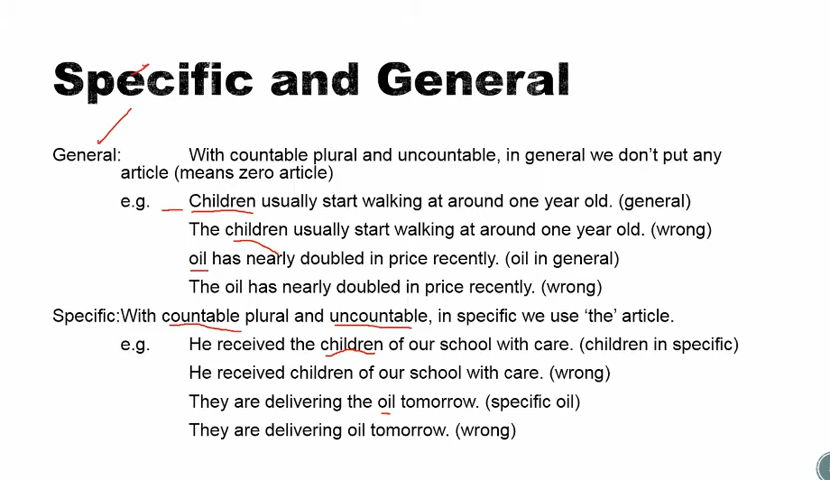 Specific and General
General: With countable plural and uncountable, in general we don't put any
article (means zero article)
e.g. Children usually start walking at around one year old. (general)
The children usually start walking at around one year old. (wrong)
oil has nearly doubled in price recently. (oil in general)
The oil has nearly doubled in price recently. (wrong)
Specific:With countable plural and uncountable, in specific we use 'the' article.
e.g. He received the children of our school with care. (children in specific)
He received children of our school with care. (wrong)
They are delivering the oil tomorrow. (specific oil)
They are delivering oil tomorrow. (wrong)